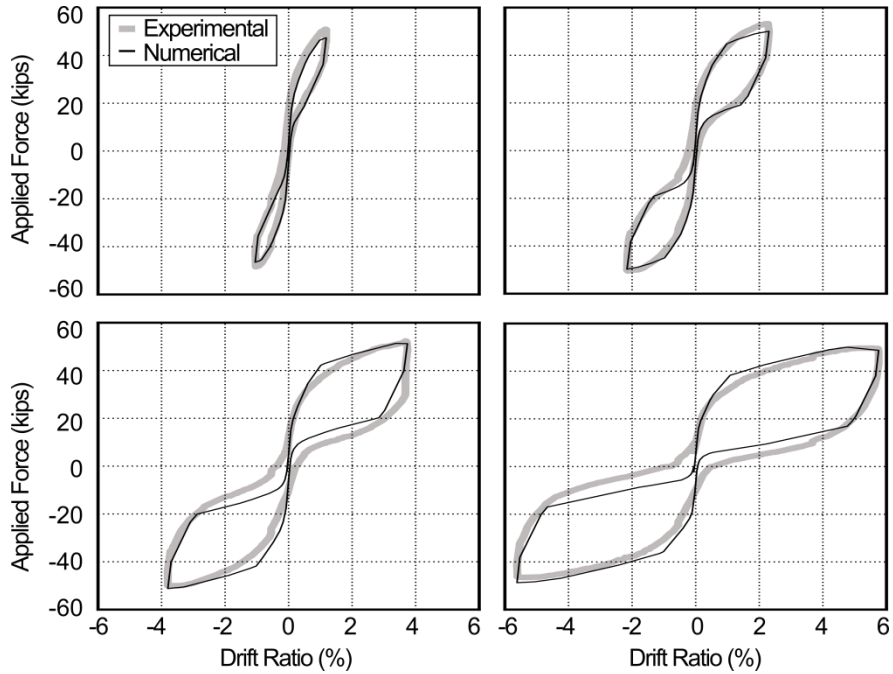 60
40
20
0
-20
-40
-60
Applied Force (kips)
Experimental
Numerical
60
40
20
0
-20
-40
-60
Applied Force (kips)
-6 -4 -2 0 2 4 6
Drift Ratio (%)
-6 -4 -2 0 2 4 6
Drift Ratio (%)